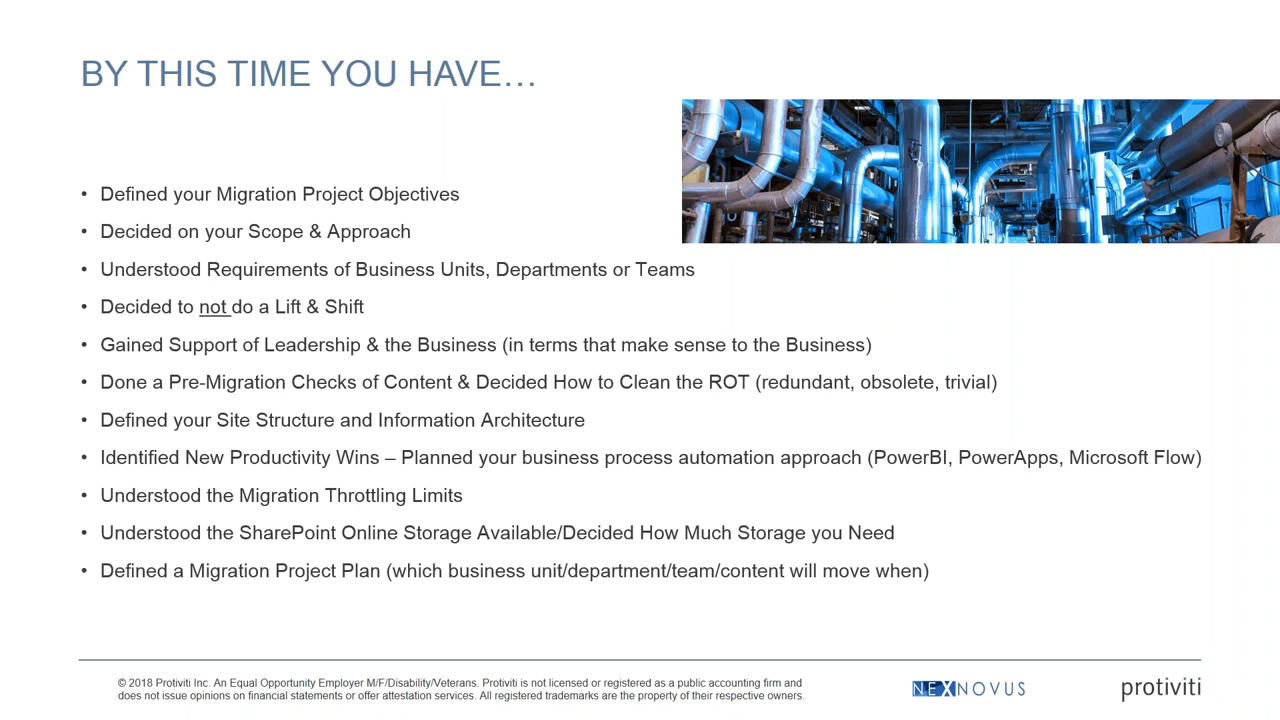 BY THIS TIME YOU HAVE…
• Defined your Migration Project Objectives
• Decided on your Scope & Approach
• Understood Requirements of Business Units, Departments or Teams
• Decided to not do a Lift & Shift
• Gained Support of Leadership & the Business (in terms that make sense to the Business)
• Done a Pre-Migration Checks of Content & Decided How to Clean the ROT (redundant, obsolete, trivial)
• Defined your Site Structure and Information Architecture
• Identified New Productivity Wins – Planned your business process automation approach (PowerBI, PowerApps, Microsoft Flow)
• Understood the Migration Throttling Limits
• Understood the SharePoint Online Storage Available/Decided How Much Storage you Need
• Defined a Migration Project Plan (which business unit/department/team/content will move when)
© 2018 Protiviti Inc. An Equal Opportunity Employer M/F/Disability/Veterans. Protiviti is not licensed or registered as a public accounting firm and
does not issue opinions on financial statements or offer attestation services. All registered trademarks are the property of their respective owners.
NEXNOVUS
protiviti